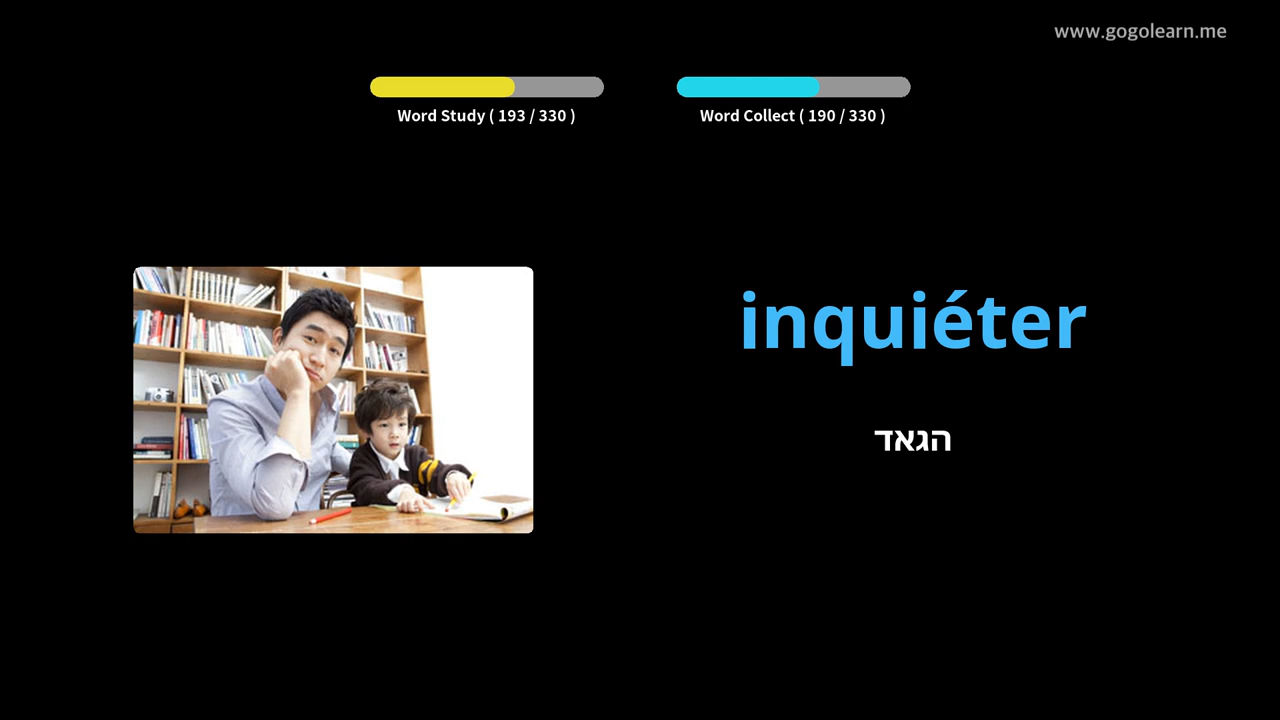 www.gogolearn.me
Word Study ( 193 / 330 )
Word Collect ( 190 / 330 )
inquiéter
הגאד